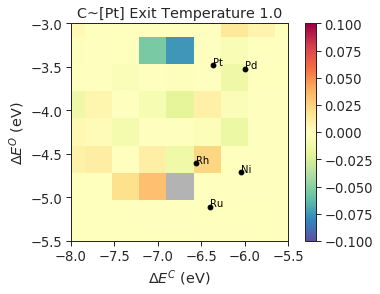 C~[Pt] Exit Temperature 1.0
ΔE^O (eV)
−3.0
−3.5
−4.0
−4.5
−5.0
−5.5
Pt
Pd
Rh
Ni
Ru
−8.0 −7.5 −7.0 −6.5 −6.0 −5.5
ΔE^C (eV)
0.100
0.075
0.050
0.025
0.000
−0.025
−0.050
−0.075
−0.100